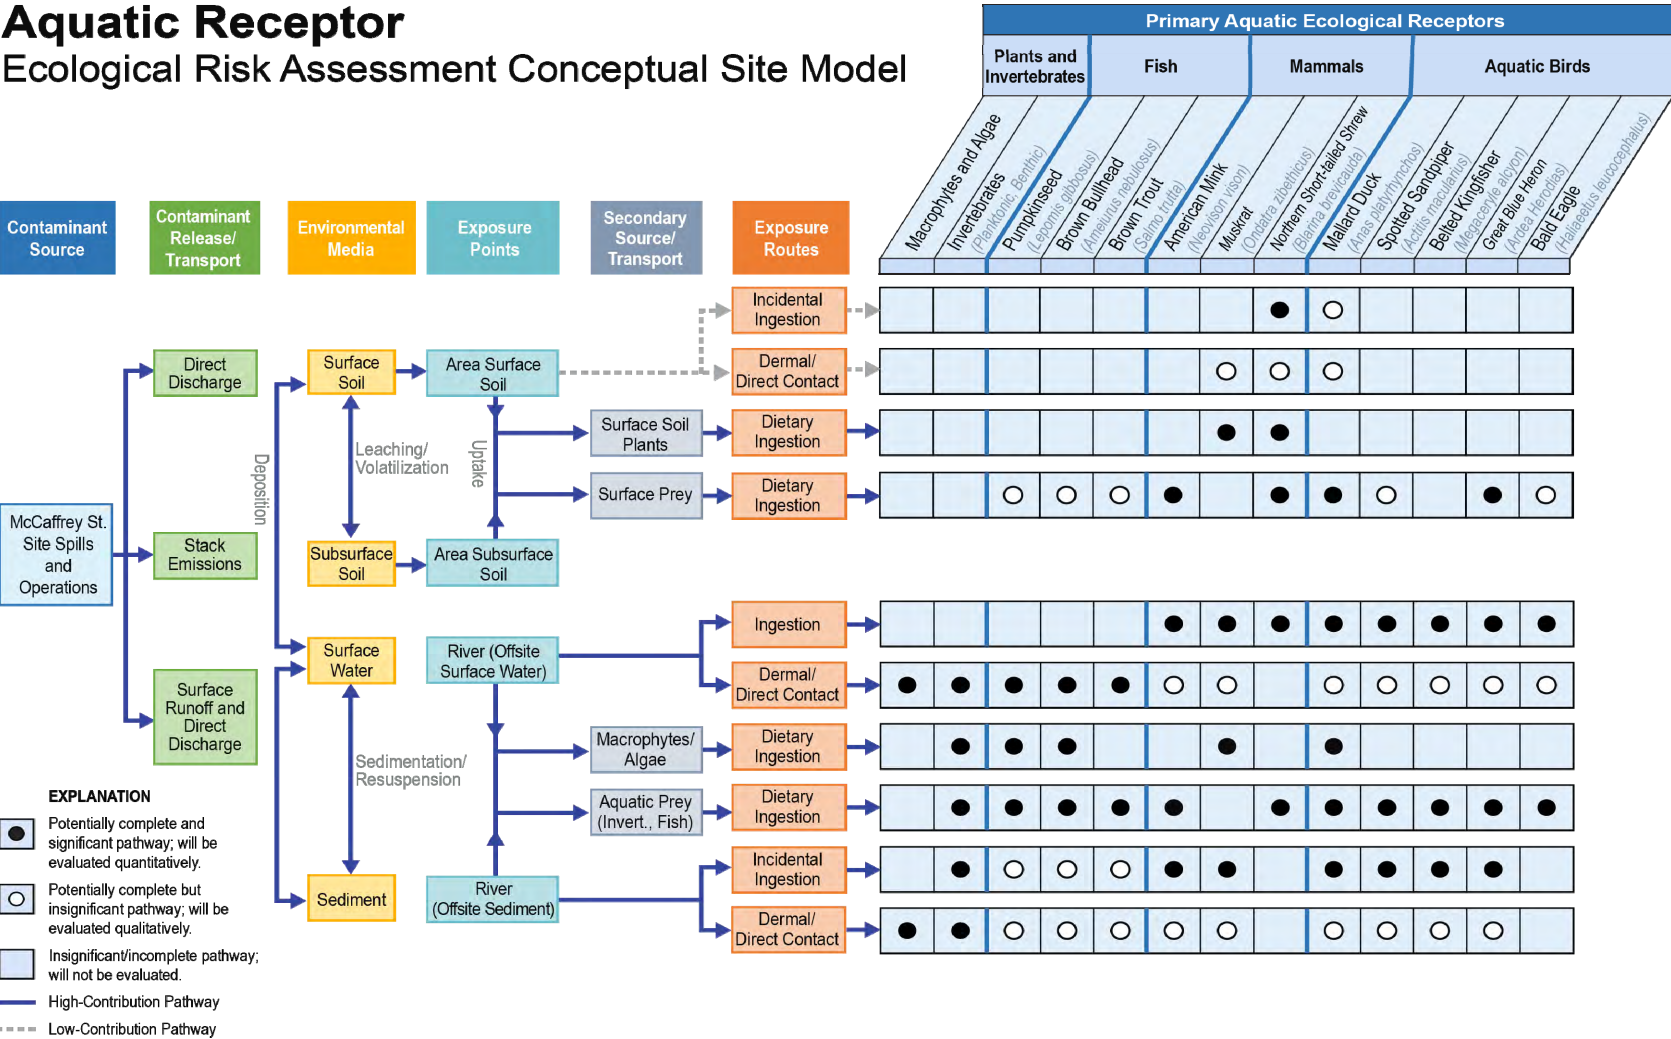 Aquatic Receptor
Ecological Risk Assessment Conceptual Site Model
Primary Aquatic Ecological Receptors
Plants and
Invertebrates
Fish
Mammals
Aquatic Birds
Macrophytes and Algae
Invertebrates
(Planktonic, Benthic)
Pumpkinseed
(Lepomis gibbosus)
Brown Bullhead
(Ameiurus nebulosus)
Brown Trout
(Salmo trutta)
American Mink
(Neovison vison)
Muskrat
(Ondatra zibethicus)
Northern Short-tailed Shrew
(Blarina brevicauda)
Mallard Duck
(Anas platyrhynchos)
Spotted Sandpiper
(Actitis macularius)
Belted Kingfisher
(Megaceryle alcyon)
Great Blue Heron
(Ardea Herodias)
Bald Eagle
(Haliaeetus leucocephalus)
Contaminant
Source
Contaminant
Release/
Transport
Environmental
Media
Exposure
Points
Secondary
Source/
Transport
Exposure
Routes
Incidental
Ingestion
Direct
Discharge
Surface
Soil
Area Surface
Soil
Dermal/
Direct Contact
Leaching/
Volatilization
Uptake
Surface Soil
Plants
Dietary
Ingestion
Deposition
Surface Prey
Dietary
Ingestion
McCaffrey St.
Site Spills
and
Operations
Stack
Emissions
Subsurface
Soil
Area Subsurface
Soil
Ingestion
Surface
Water
River (Offsite
Surface Water)
Dermal/
Direct Contact
Surface
Runoff and
Direct
Discharge
Sedimentation/
Resuspension
Macrophytes/
Algae
Dietary
Ingestion
Aquatic Prey
(Invert., Fish)
Dietary
Ingestion
Incidental
Ingestion
Sediment
River
(Offsite Sediment)
Dermal/
Direct Contact
EXPLANATION
Potentially complete and
significant pathway; will be
evaluated quantitatively.
Potentially complete but
insignificant pathway; will be
evaluated qualitatively.
Insignificant/incomplete pathway;
will not be evaluated.
High-Contribution Pathway
Low-Contribution Pathway